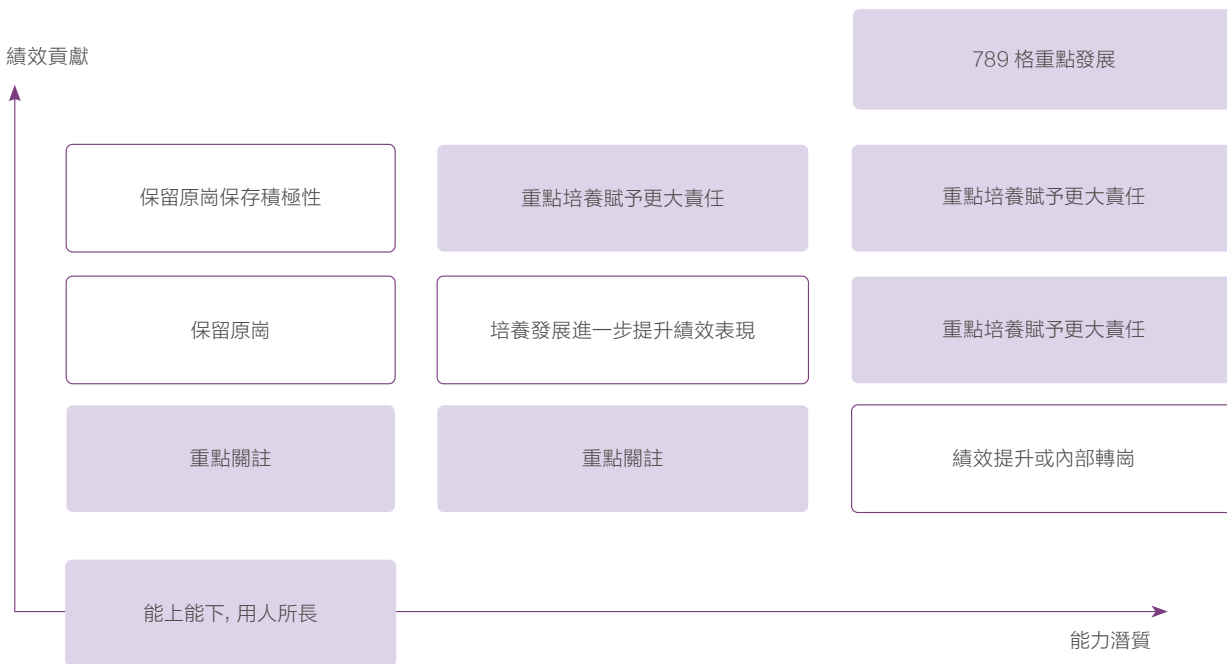 績效貢獻
789 格重點發展
保留原崗保存積極性
重點培養賦予更大責任
重點培養賦予更大責任
保留原崗
培養發展進一步提升績效表現
重點培養賦予更大責任
重點關註
重點關註
績效提升或內部轉崗
能上能下, 用人所長
能力潛質